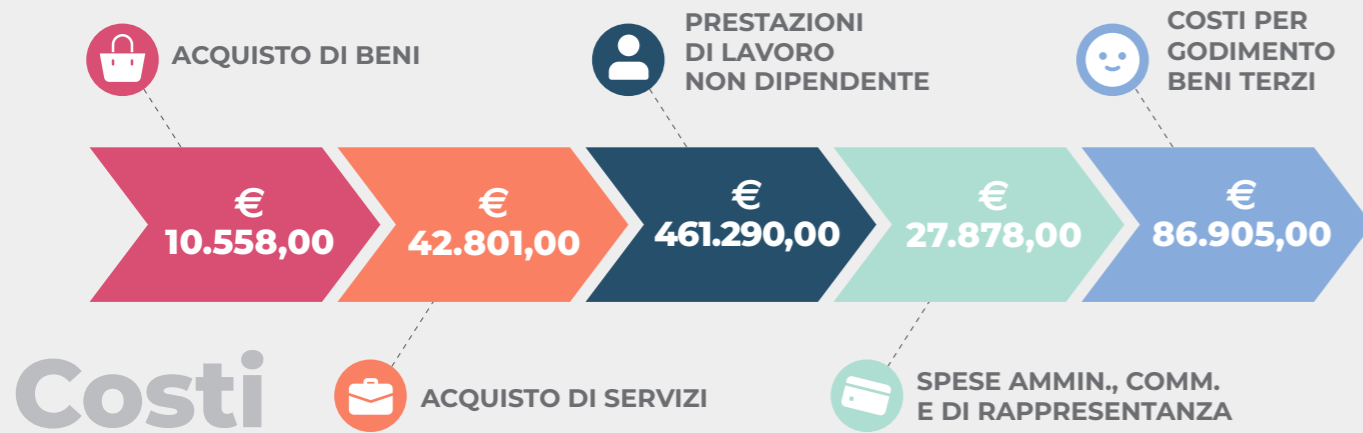 ACQUISTO DI BENI
PRESTAZIONI
DI LAVORO
NON DIPENDENTE
COSTI PER
GODIMENTO
BENI TERZI
€
10.558,00
€
42.801,00
€
461.290,00
€
27.878,00
€
86.905,00
Costi
ACQUISTO DI SERVIZI
SPESE AMMIN., COMM.
E DI RAPPRESENTANZA